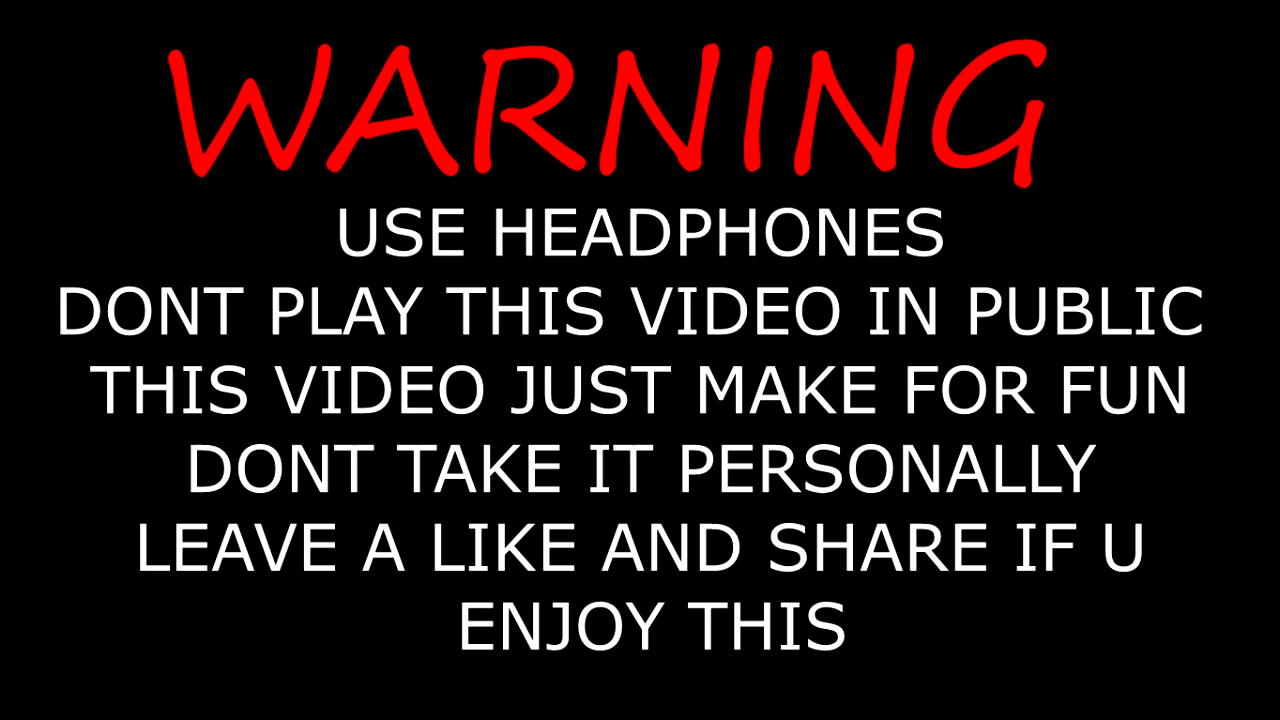 WARNING
USE HEADPHONES
DONT PLAY THIS VIDEO IN PUBLIC
THIS VIDEO JUST MAKE FOR FUN
DONT TAKE IT PERSONALLY
LEAVE A LIKE AND SHARE IF U
ENJOY THIS